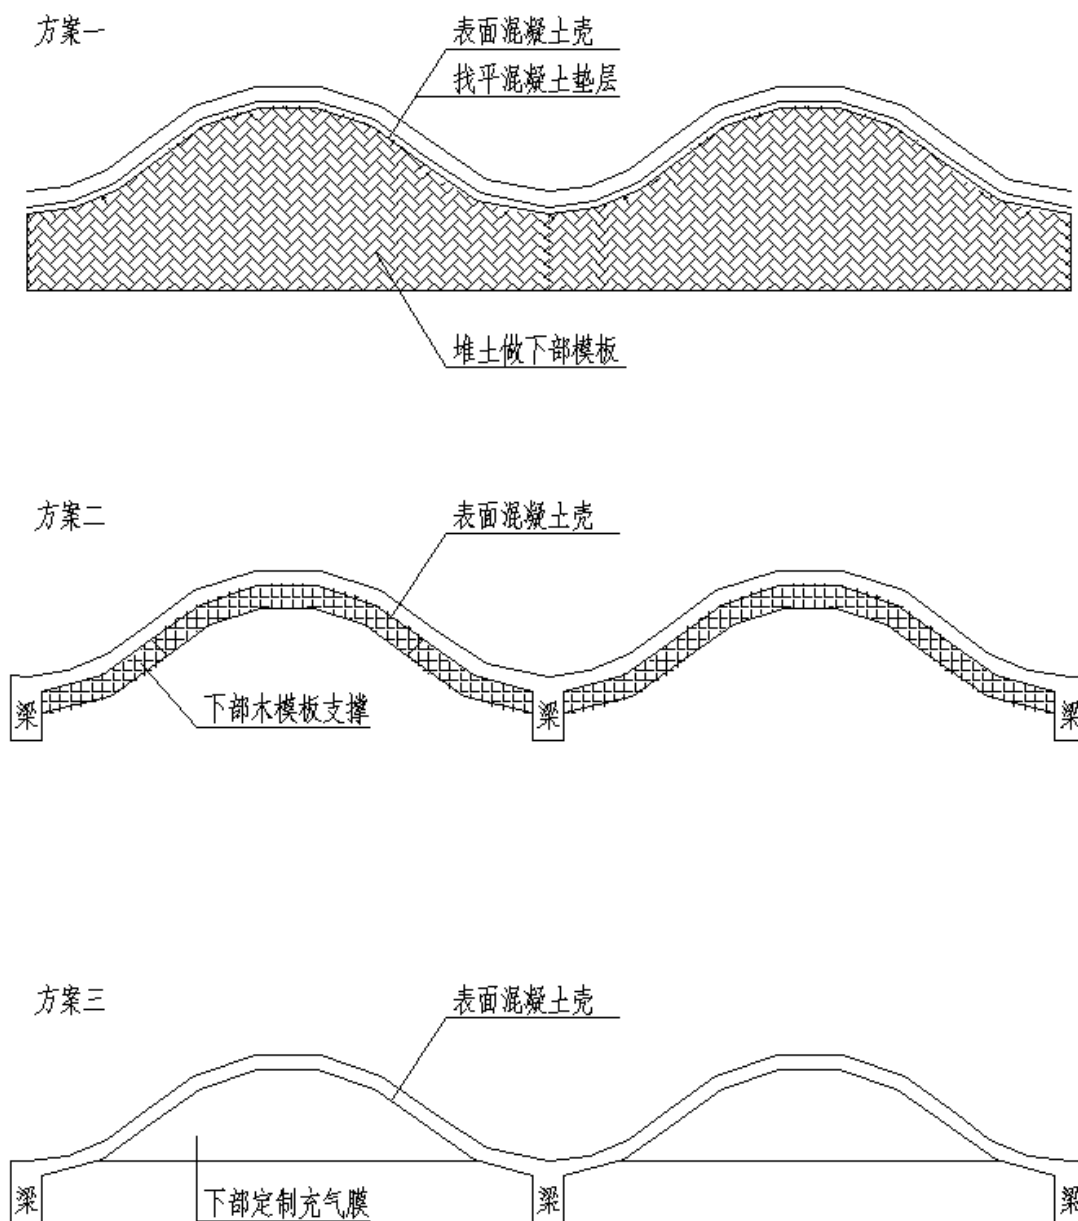 方案一
表面混凝土壳
找平混凝土垫层
堆土做下部模板
方案二
表面混凝土壳
梁
梁
梁
下部木模板支撑
方案三
表面混凝土壳
梁
梁
梁
下部定制充气膜